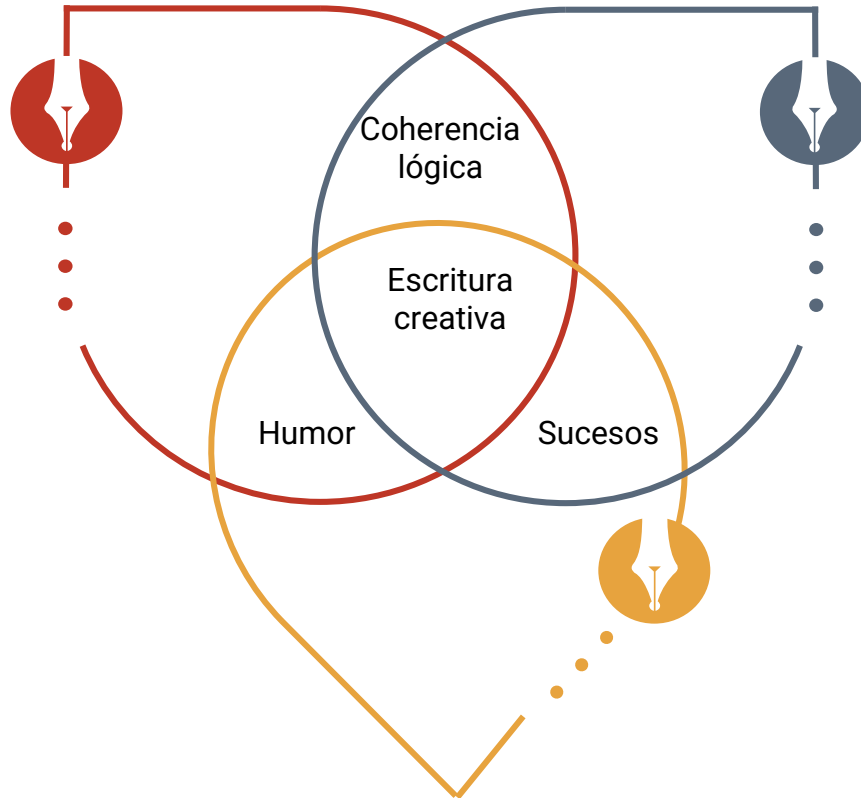 Coherencia
lógica
Escritura
creativa
Humor
Sucesos